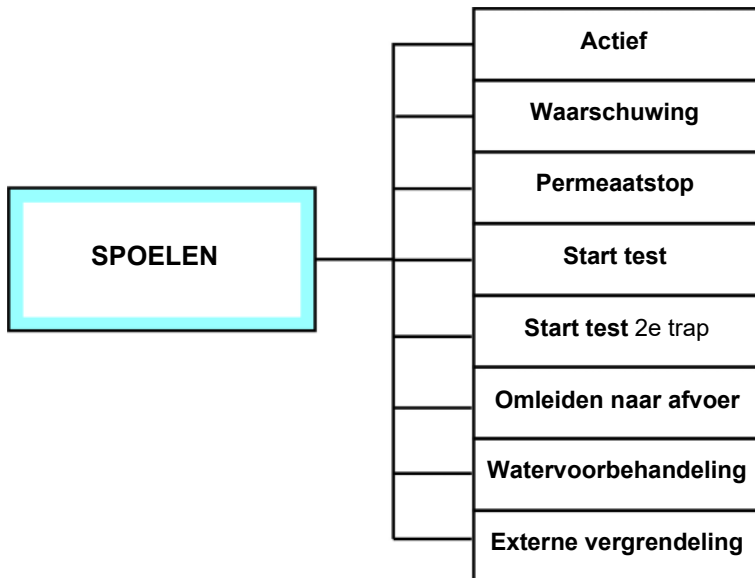 SPOELEN
Actief
Waarschuwing
Permeaatstop
Start test
Start test 2e trap
Omleiden naar afvoer
Watervoorbehandeling
Externe vergrendeling